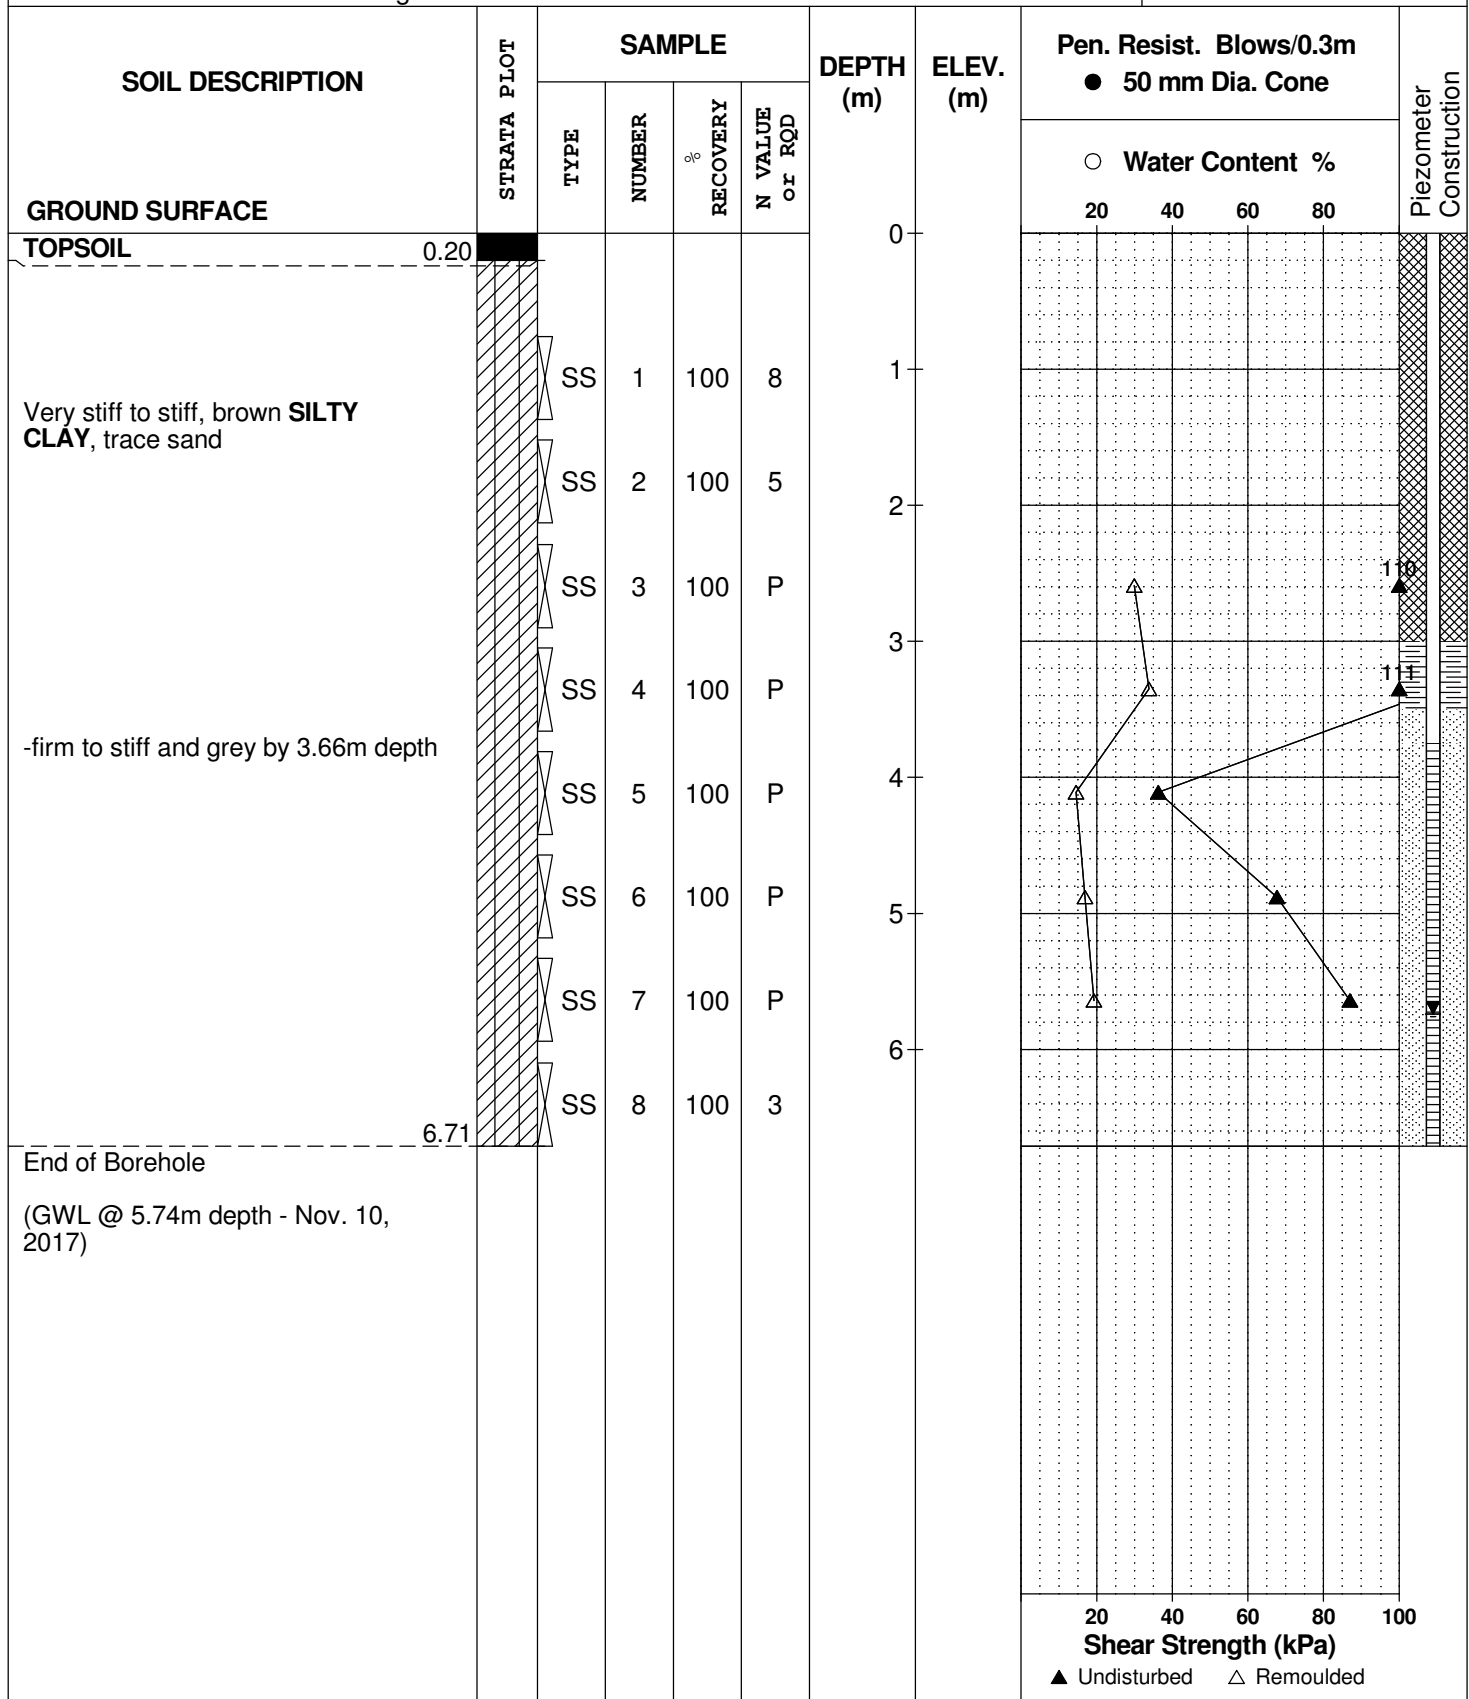 SOIL DESCRIPTION
GROUND SURFACE
STRATA PLOT
SAMPLE
TYPE
NUMBER
% RECOVERY
N VALUE
or RQD
DEPTH
(m)
ELEV.
(m)
Pen. Resist. Blows/0.3m
● 50 mm Dia. Cone
○ Water Content %
20 40 60 80
Piezometer
Construction
TOPSOIL 0.20
0
SS 1 100 8
1
Very stiff to stiff, brown SILTY
CLAY, trace sand
SS 2 100 5
2
110
SS 3 100 P
3
111
SS 4 100 P
-firm to stiff and grey by 3.66m depth
4
SS 5 100 P
SS 6 100 P
5
SS 7 100 P
6
SS 8 100 3
6.71
End of Borehole
(GWL @ 5.74m depth - Nov. 10,
2017)
20 40 60 80 100
Shear Strength (kPa)
▲ Undisturbed △ Remoulded